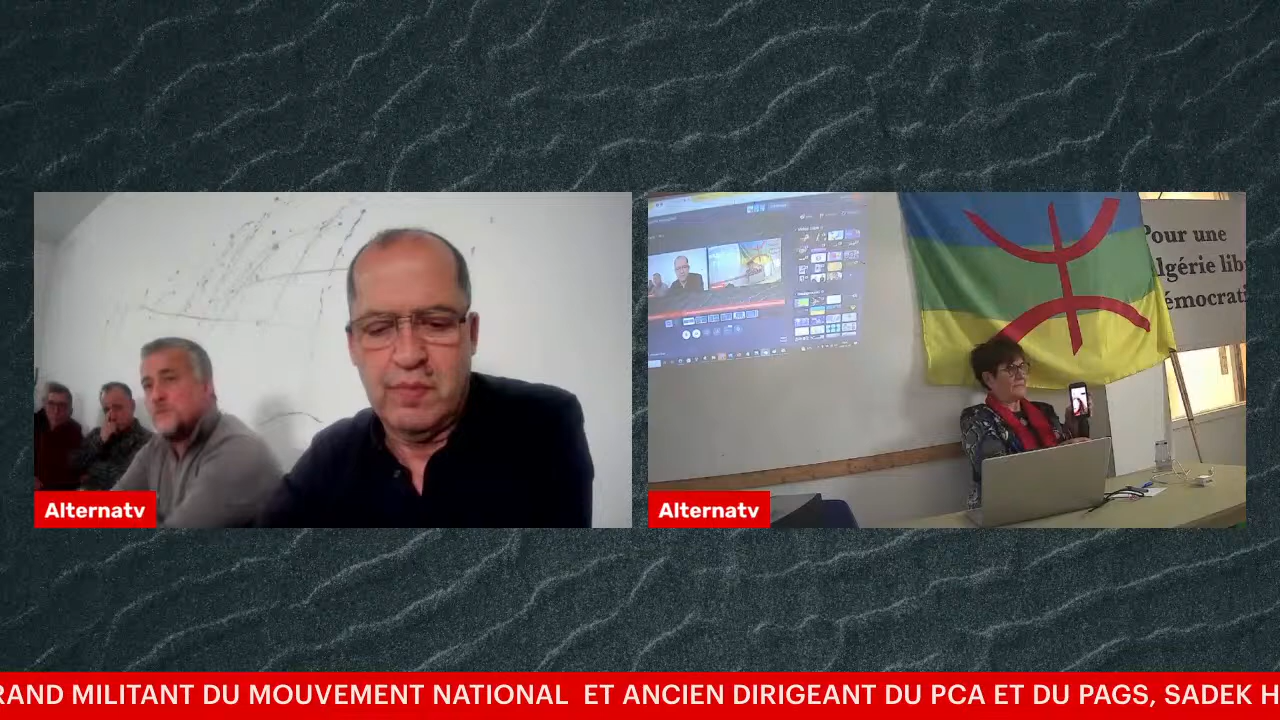 Pour une
lgérie lib
émocrati
Alternatv
Alternatv
RAND MILITANT DU MOUVEMENT NATIONAL ET ANCIEN DIRIGEANT DU PCA ET DU PAGS, SADEK H